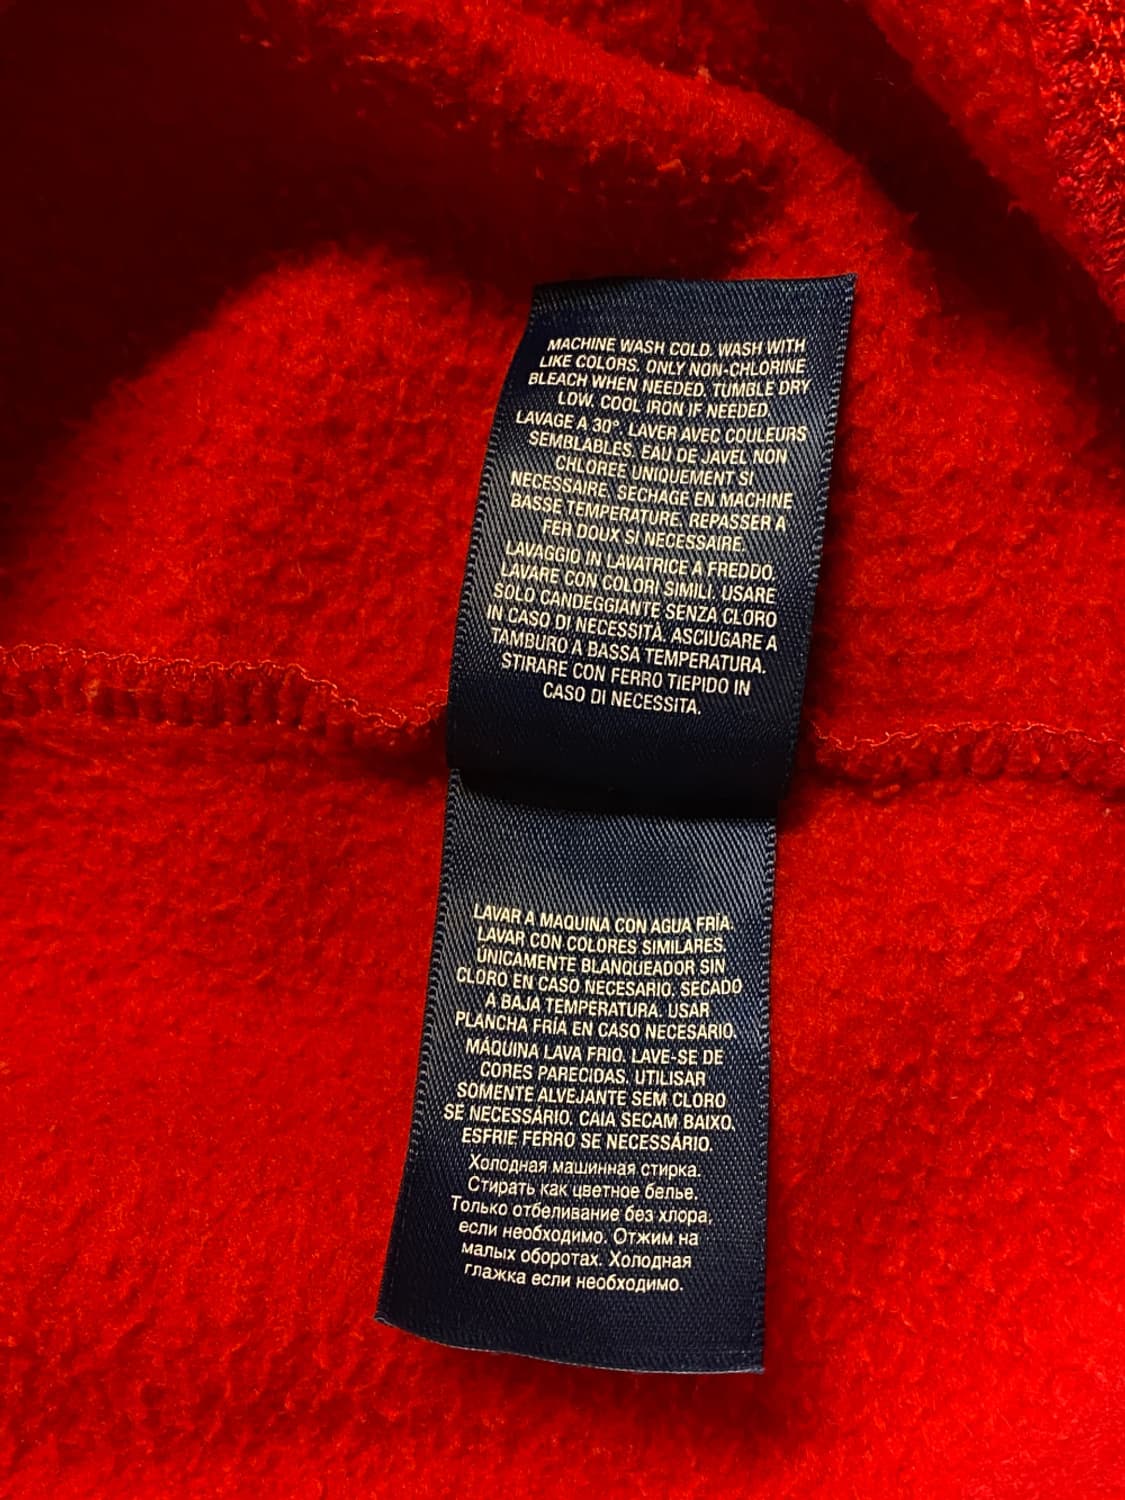 MACHINE WASH COLD. WASH WITH
LIKE COLORS. ONLY NON-CHLORINE
BLEACH WHEN NEEDED. TUMBLE DRY
LOW. COOL IRON IF NEEDED.
LAVAGE A 30°. LAVER AVEC COULEURS
SEMBLABLES. EAU DE JAVEL NON
CHLOREE UNIQUEMENT SI
NECESSAIRE. SECHAGE EN MACHINE
BASSE TEMPERATURE. REPASSER A
FER DOUX SI NECESSAIRE.
LAVAGGIO IN LAVATRICE A FREDDO.
LAVARE CON COLORI SIMILI. USARE
SOLO CANDEGGIANTE SENZA CLORO
IN CASO DI NECESSITÀ. ASCIUGARE A
TAMBURO A BASSA TEMPERATURA.
STIRARE CON FERRO TIEPIDO IN
CASO DI NECESSITA.
LAVAR A MAQUINA CON AGUA FRÍA.
LAVAR CON COLORES SIMILARES.
ÚNICAMENTE BLANQUEADOR SIN
CLORO EN CASO NECESARIO. SECADO
A BAJA TEMPERATURA. USAR
PLANCHA FRÍA EN CASO NECESARIO.
MÁQUINA LAVA FRIO. LAVE-SE DE
CORES PARECIDAS. UTILISAR
SOMENTE ALVEJANTE SEM CLORO
SE NECESSÁRIO. CAIA SECAM BAIXO.
ESFRIE FERRO SE NECESSÁRIO.
Холодная машинная стирка.
Стирать как цветное белье.
Только отбеливание без хлора,
если необходимо. Отжим на
малых оборотах. Холодная
глажка если необходимо.